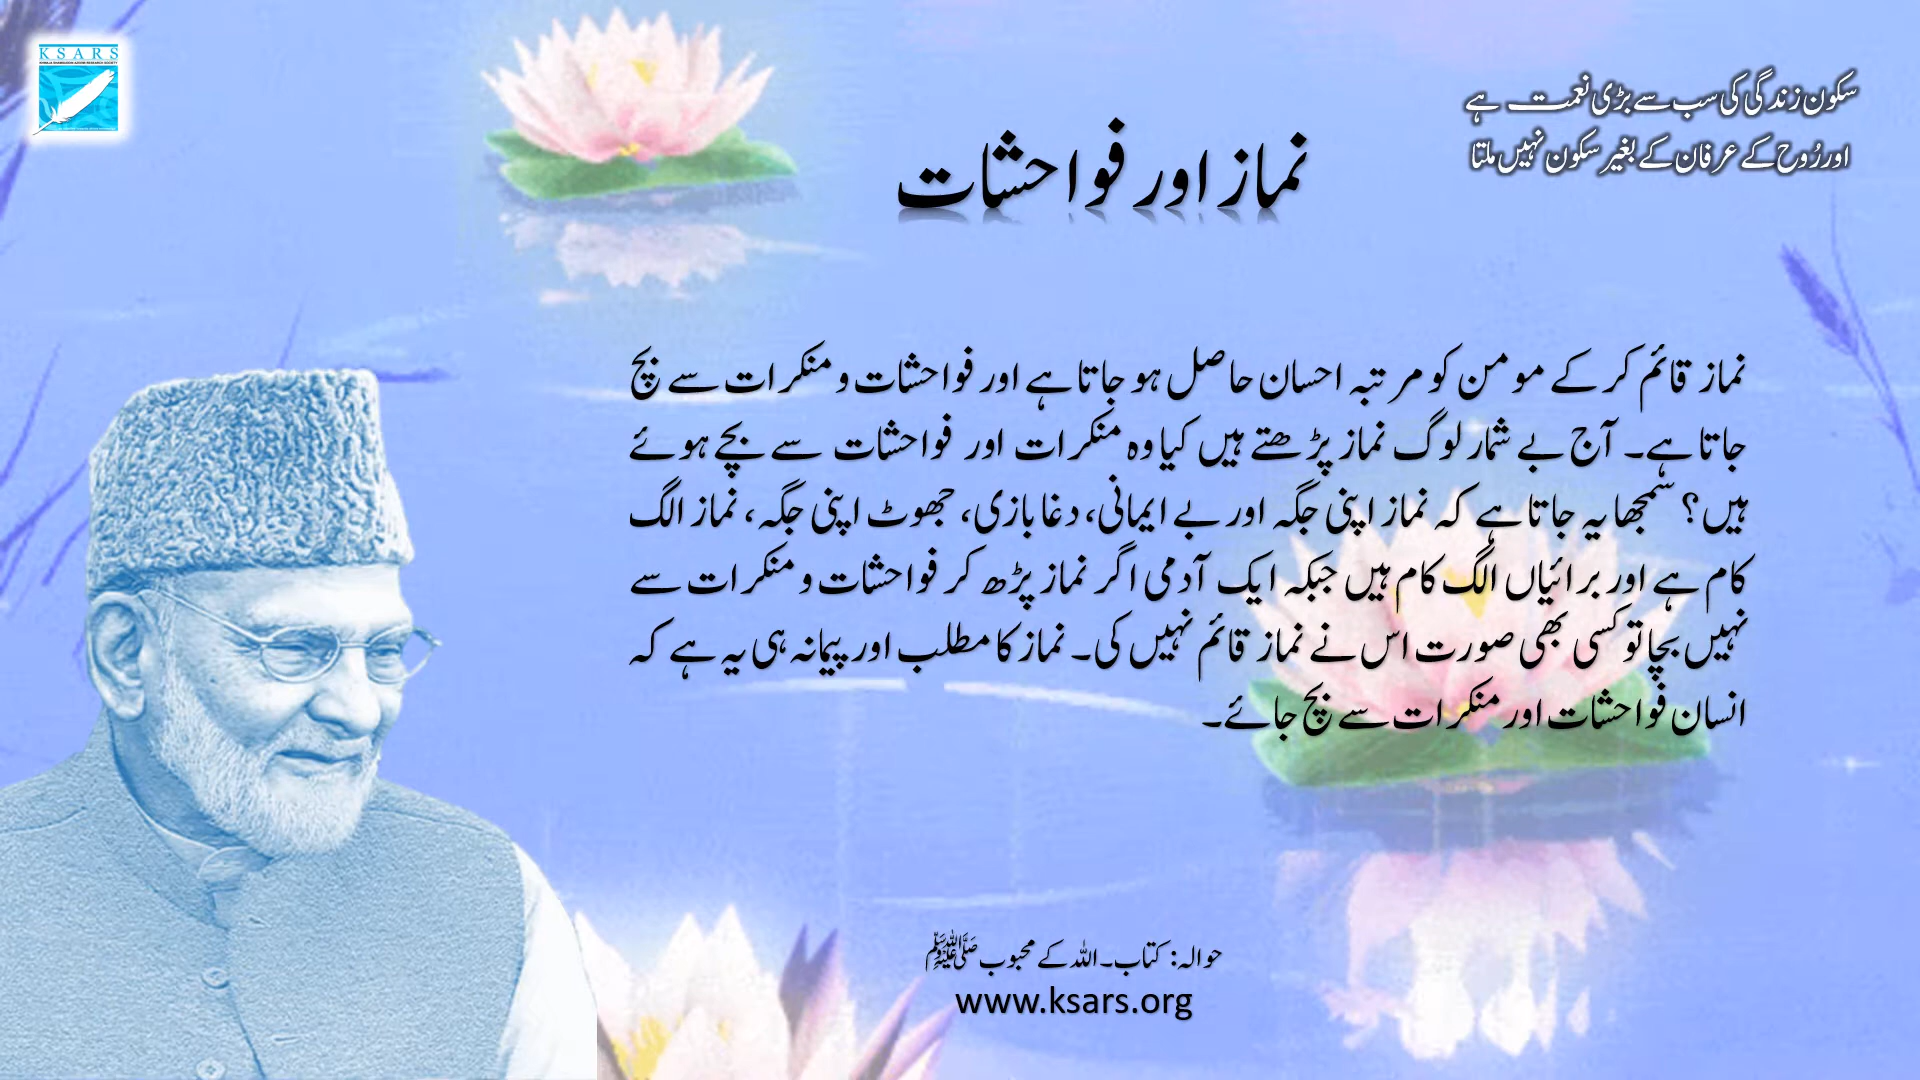 KSARS
KHWAJA SHAMSUDDIN AZEEMI RESEARCH SOCIETY
سکون زندگی کی سب سے بڑی نعمت ہے
اور رُوح کے عرفان کے بغیر سکون نہیں ملتا
نماز اور فواحشات
نماز قائم کر کے مومن کو مرتبہ احسان حاصل ہو جاتا ہے اور فواحشات و منکرات سے بچ
جاتا ہے۔ آج بے شمار لوگ نماز پڑھتے ہیں کیا وہ منکرات اور فواحشات سے بچے ہوئے
ہیں؟ سمجھا یہ جاتا ہے کہ نماز اپنی جگہ اور بے ایمانی، دغا بازی، جھوٹ اپنی جگہ، نماز الگ
کام ہے اور برائیاں الگ کام ہیں جبکہ ایک آدمی اگر نماز پڑھ کر فواحشات و منکرات سے
نہیں بچا تو کسی بھی صورت اس نے نماز قائم نہیں کی۔ نماز کا مطلب اور پیمانہ ہی یہ ہے کہ
انسان فواحشات اور منکرات سے بچ جائے۔
حوالہ: کتاب۔اللہ کے محبوب ﷺ
www.ksars.org